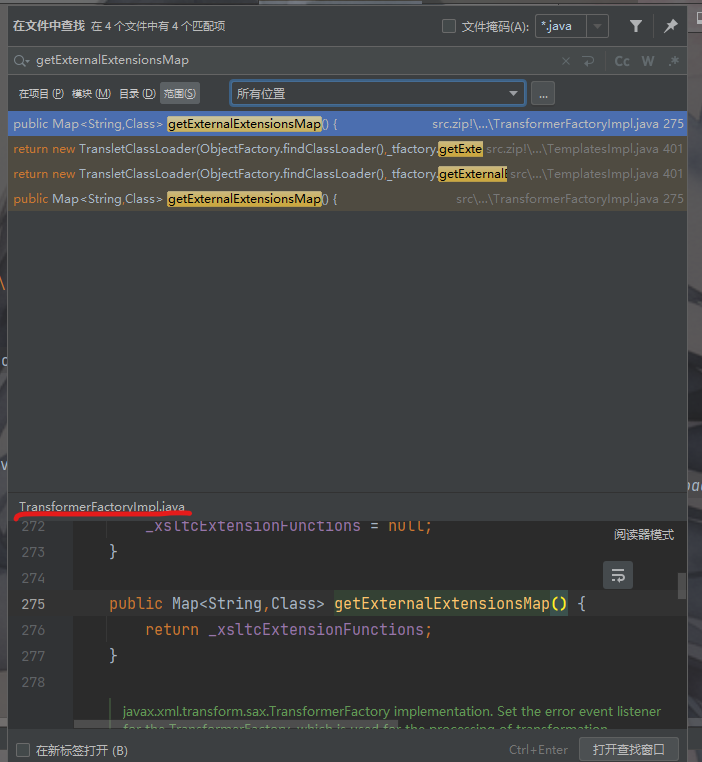 在文件中查找 在 4 个文件中有 4 个匹配项 文件掩码(A): *.java
getExternalExtensionsMap Cc W .*
在项目 (P) 模块 (M) 目录 (D) 范围(S) 所有位置 ...
public Map<String,Class> getExternalExtensionsMap() { src.zip!\...\TransformerFactoryImpl.java 275
return new TransletClassLoader(ObjectFactory.findClassLoader(),_tfactory.getExte src.zip!\...\TemplatesImpl.java 401
return new TransletClassLoader(ObjectFactory.findClassLoader(),_tfactory.getExternalE src\...\TemplatesImpl.java 401
public Map<String,Class> getExternalExtensionsMap() { src\...\TransformerFactoryImpl.java 275
TransformerFactoryImpl.java
272 _xsltcExtensionFunctions = null;
阅读器模式
273 }
274
275 public Map<String,Class> getExternalExtensionsMap() {
276 return _xsltcExtensionFunctions;
277 }
278
javax.xml.transform.sax.TransformerFactory implementation. Set the error event listener
for the TransformerFactory, which is used for the processing of transformation
在新标签打开 (B) Ctrl+Enter 打开查找窗口